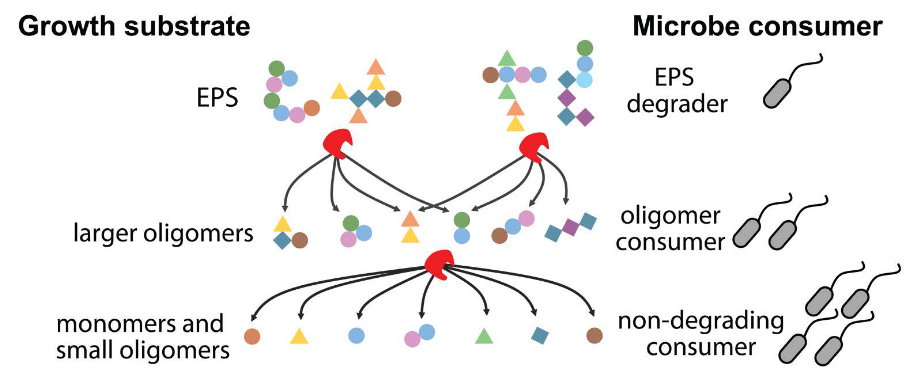 Growth substrate
Microbe consumer
EPS
EPS
degrader
larger oligomers
oligomer
consumer
monomers and
small oligomers
non-degrading
consumer